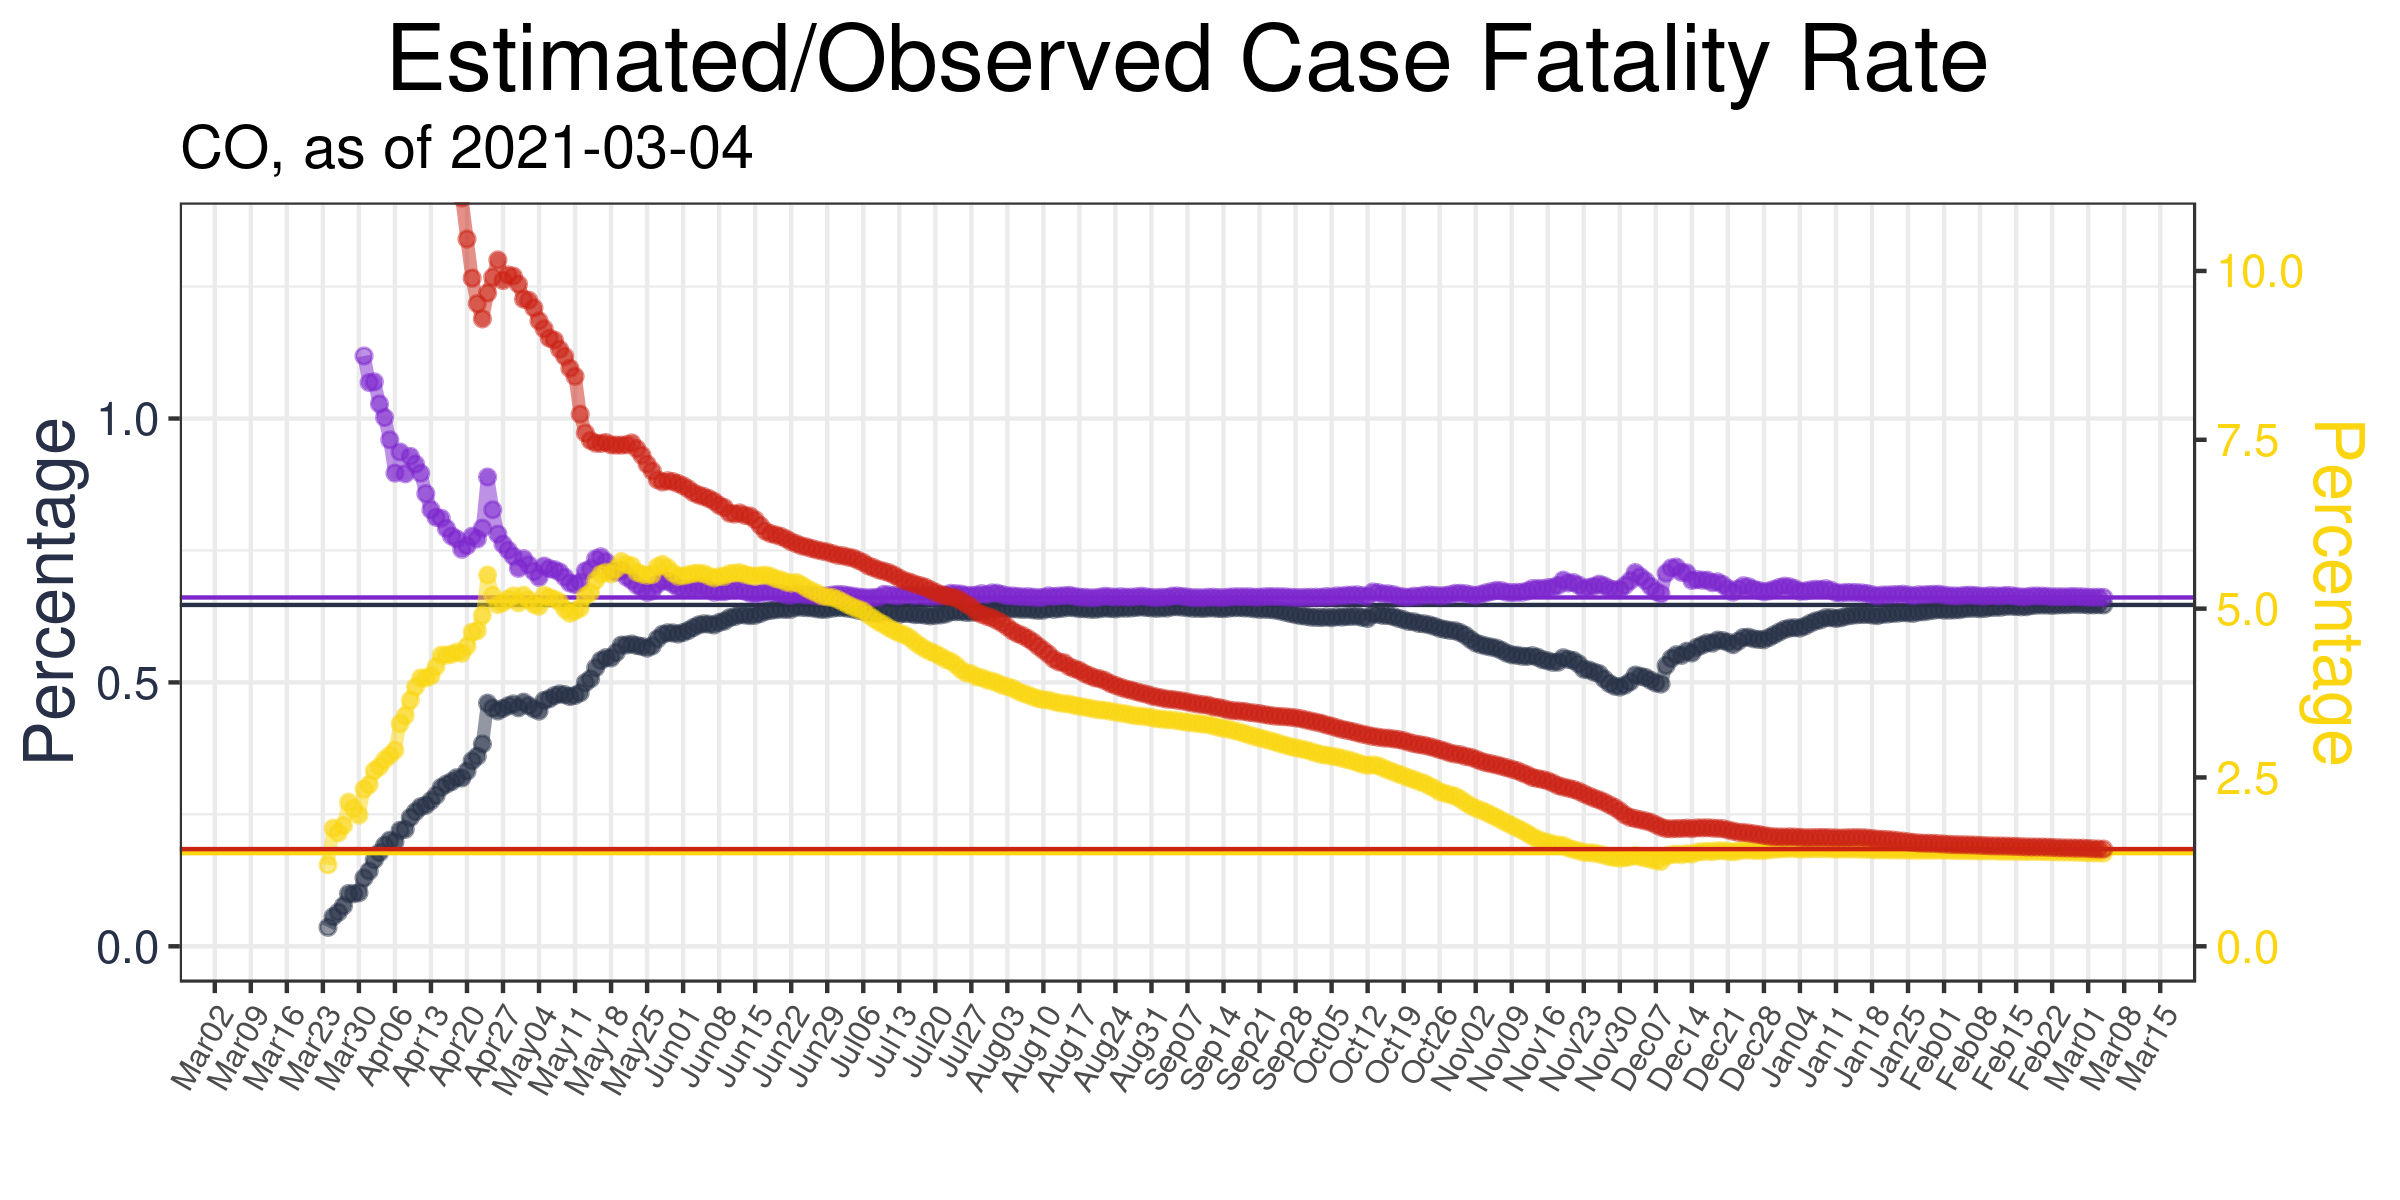 Estimated/Observed Case Fatality Rate
CO, as of 2021-03-04
Percentage
1.0
0.5
0.0
10.0
7.5
5.0
2.5
0.0
Percentage
Mar02 Mar09 Mar16 Mar23 Mar30 Apr06 Apr13 Apr20 Apr27 May04 May11 May18 May25 Jun01 Jun08 Jun15 Jun22 Jun29 Jul06 Jul13 Jul20 Jul27 Aug03 Aug10 Aug17 Aug24 Aug31 Sep07 Sep14 Sep21 Sep28 Oct05 Oct12 Oct19 Oct26 Nov02 Nov09 Nov16 Nov23 Nov30 Dec07 Dec14 Dec21 Dec28 Jan04 Jan11 Jan18 Jan25 Feb01 Feb08 Feb15 Feb22 Mar01 Mar08 Mar15